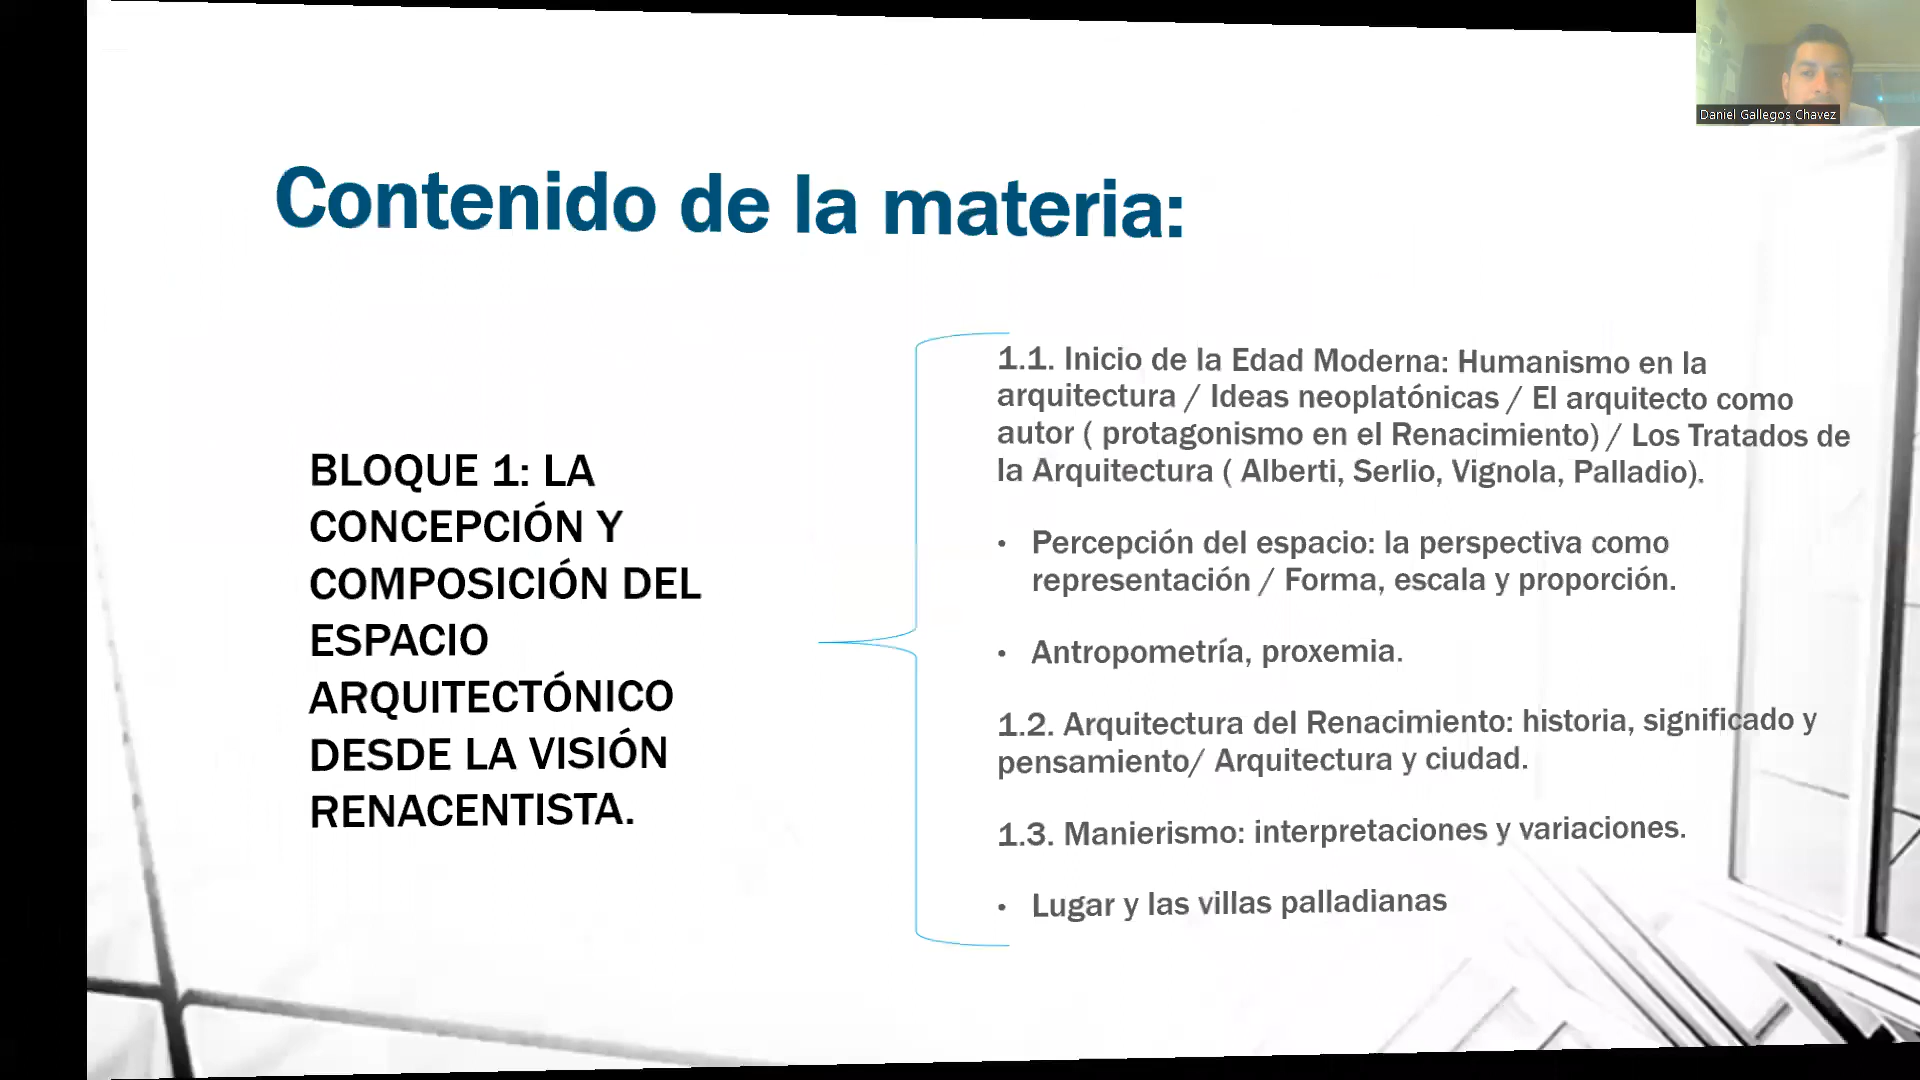 Daniel Gallegos Chavez
Contenido de la materia:
BLOQUE 1: LA
CONCEPCIÓN Y
COMPOSICIÓN DEL
ESPACIO
ARQUITECTÓNICO
DESDE LA VISIÓN
RENACENTISTA.
1.1. Inicio de la Edad Moderna: Humanismo en la
arquitectura / Ideas neoplatónicas / El arquitecto como
autor ( protagonismo en el Renacimiento) / Los Tratados de
la Arquitectura ( Alberti, Serlio, Vignola, Palladio).
• Percepción del espacio: la perspectiva como
representación / Forma, escala y proporción.
• Antropometría, proxemia.
1.2. Arquitectura del Renacimiento: historia, significado y
pensamiento/ Arquitectura y ciudad.
1.3. Manierismo: interpretaciones y variaciones.
• Lugar y las villas palladianas